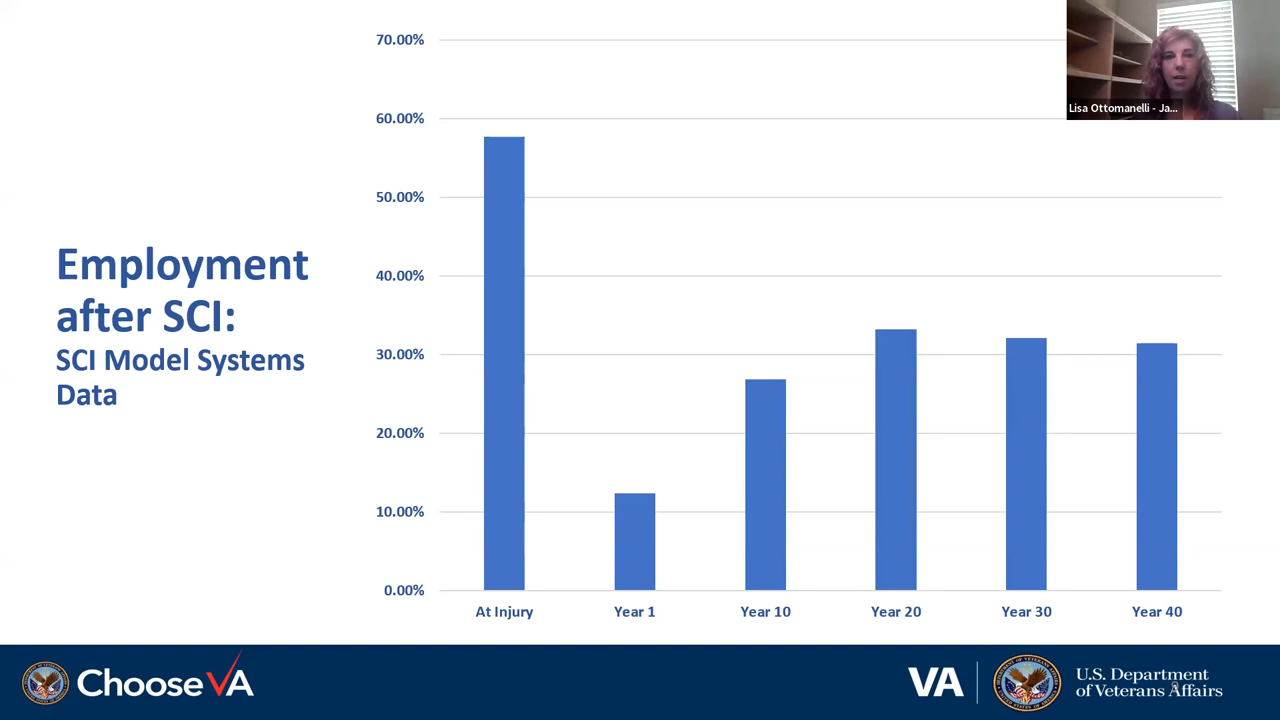 70.00%
60.00%
50.00%
40.00%
30.00%
20.00%
10.00%
0.00%
Employment
after SCI:
SCI Model Systems
Data
At Injury
Year 1
Year 10
Year 20
Year 30
Year 40
Lisa Ottomanelli - Ja...
ChooseVA
VA
U.S. Department
of Veterans Affairs